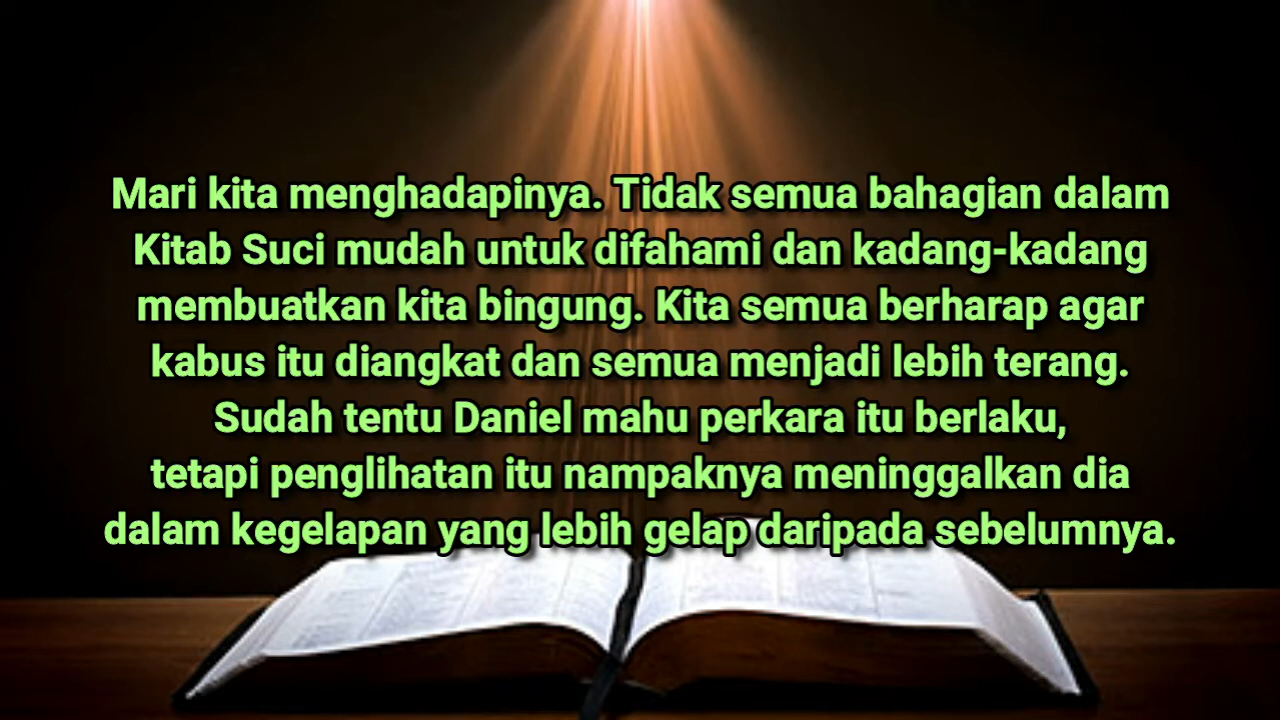 Mari kita menghadapinya. Tidak semua bahagian dalam
Kitab Suci mudah untuk difahami dan kadang-kadang
membuatkan kita bingung. Kita semua berharap agar
kabus itu diangkat dan semua menjadi lebih terang.
Sudah tentu Daniel mahu perkara itu berlaku,
tetapi penglihatan itu nampaknya meninggalkan dia
dalam kegelapan yang lebih gelap daripada sebelumnya.